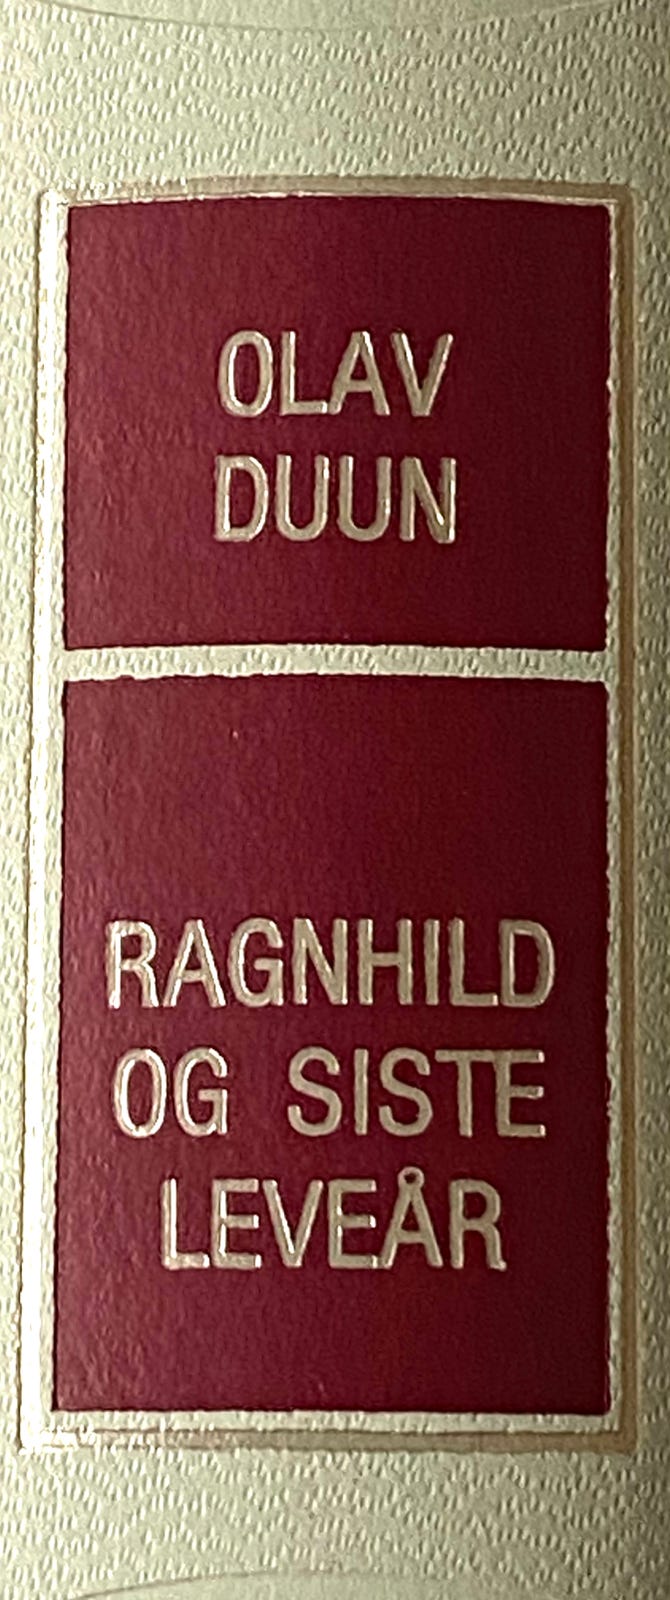 OLAV
DUUN
RAGNHILD
OG SISTE
LEVEÅR